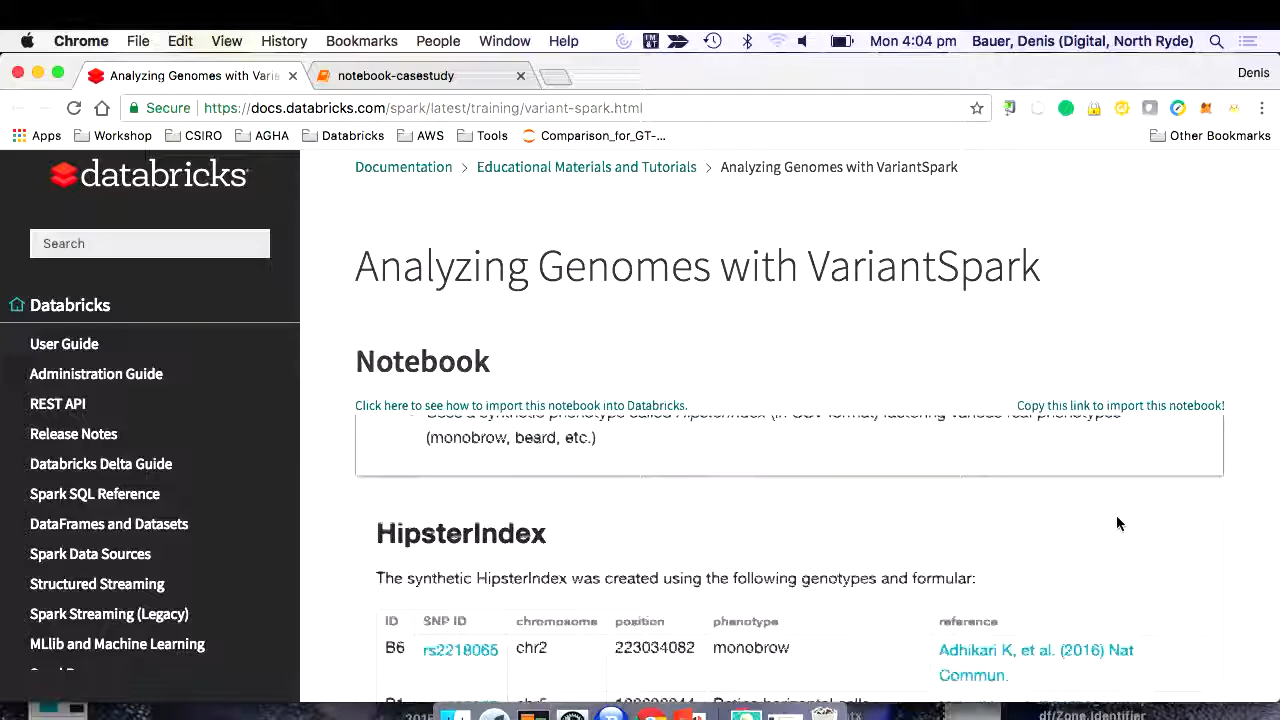 Chrome File Edit View History Bookmarks People Window Help Mon 4:04 pm Bauer, Denis (Digital, North Ryde)
Analyzing Genomes with Varia notebook-casestudy Denis
Secure https://docs.databricks.com/spark/latest/training/variant-spark.html
Apps Workshop CSIRO AGHA Databricks AWS Tools Comparison_for_GT-... Other Bookmarks
databricks
Search
Databricks
User Guide
Administration Guide
REST API
Release Notes
Databricks Delta Guide
Spark SQL Reference
DataFrames and Datasets
Spark Data Sources
Structured Streaming
Spark Streaming (Legacy)
MLlib and Machine Learning
Documentation > Educational Materials and Tutorials > Analyzing Genomes with VariantSpark
Analyzing Genomes with VariantSpark
Notebook
Click here to see how to import this notebook into Databricks. Copy this link to import this notebook!
(monobrow, beard, etc.)
HipsterIndex
The synthetic HipsterIndex was created using the following genotypes and formular:
ID SNP ID chromosome position phenotype reference
B6 rs2218065 chr2 223034082 monobrow Adhikari K, et al. (2016) Nat
Commun.
df/Zone.Identifier